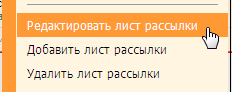 Редактировать лист рассылки
Добавить лист рассылки
Удалить лист рассылки